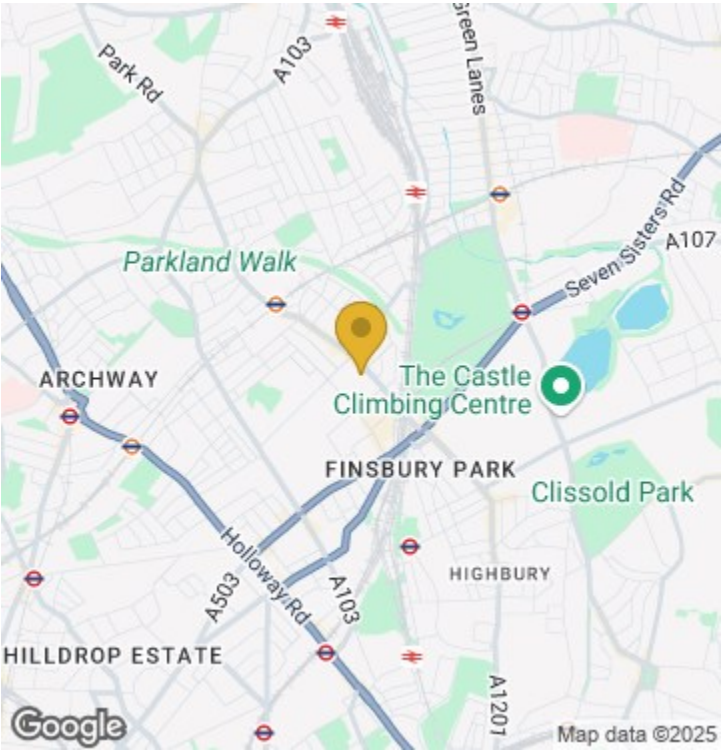 Park Rd
A103
Green Lanes
Seven Sisters Rd
A107
Parkland Walk
ARCHWAY
The Castle
Climbing Centre
FINSBURY PARK
Clissold Park
Holloway Rd
A503
A103
HIGHBURY
HILLDROP ESTATE
A1201
Google
Map data ©2025